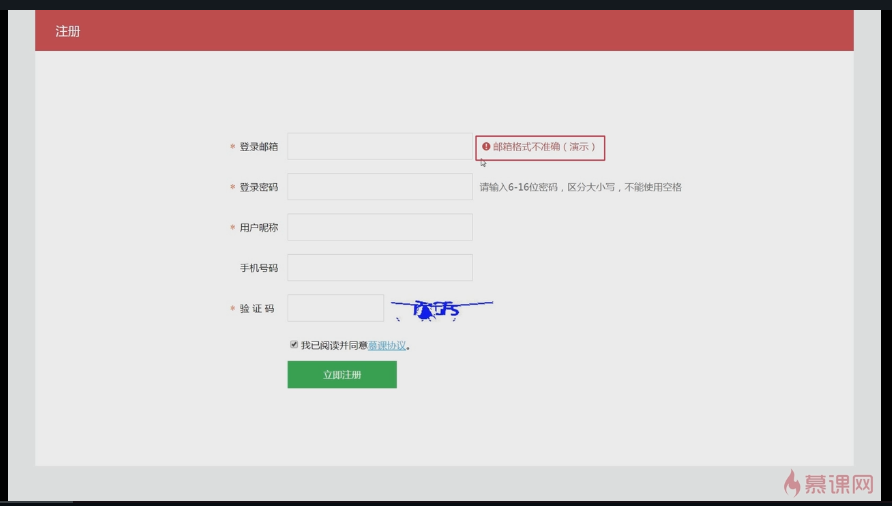 注册
* 登录邮箱 邮箱格式不准确（演示）
* 登录密码 请输入6-16位密码，区分大小写，不能使用空格
* 用户昵称
手机号码
* 验 证 码
我已阅读并同意慕课协议。
立即注册
慕课网